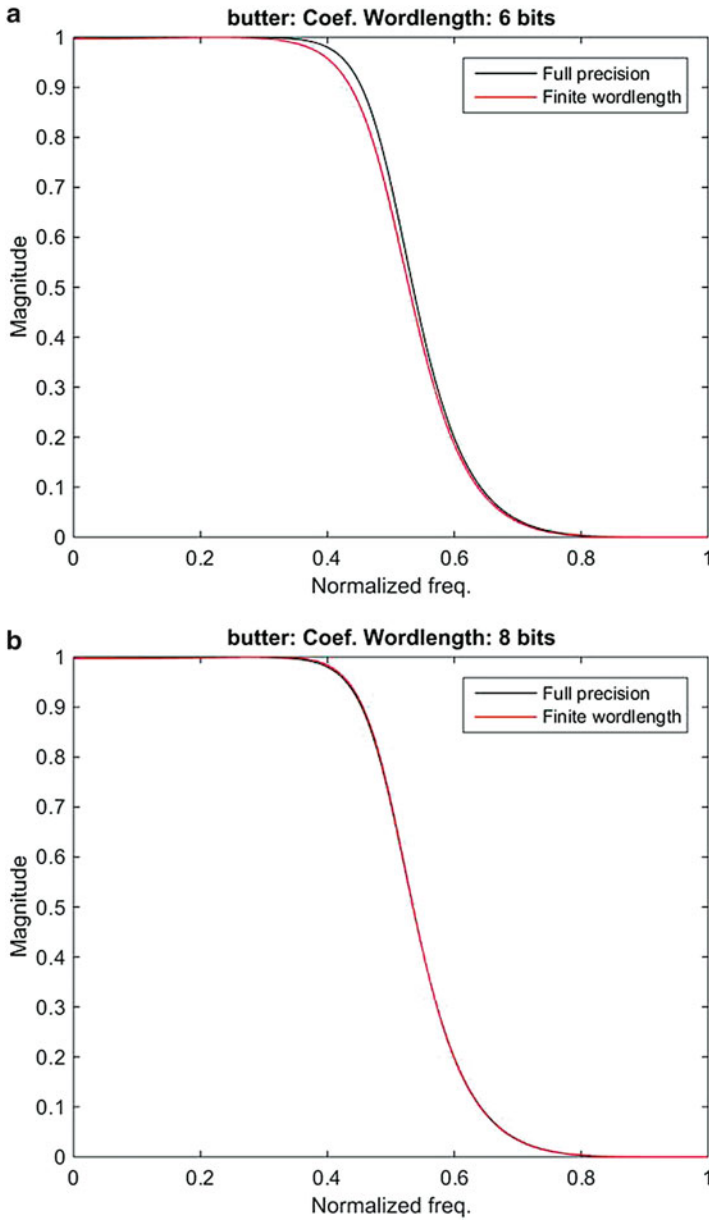 a
butter: Coef. Wordlength: 6 bits
1
0.9
0.8
0.7
0.6
0.5
0.4
0.3
0.2
0.1
0
Magnitude
Full precision
Finite wordlength
0
0.2
0.4
0.6
0.8
1
Normalized freq.
b
butter: Coef. Wordlength: 8 bits
1
0.9
0.8
0.7
0.6
0.5
0.4
0.3
0.2
0.1
0
Magnitude
Full precision
Finite wordlength
0
0.2
0.4
0.6
0.8
1
Normalized freq.